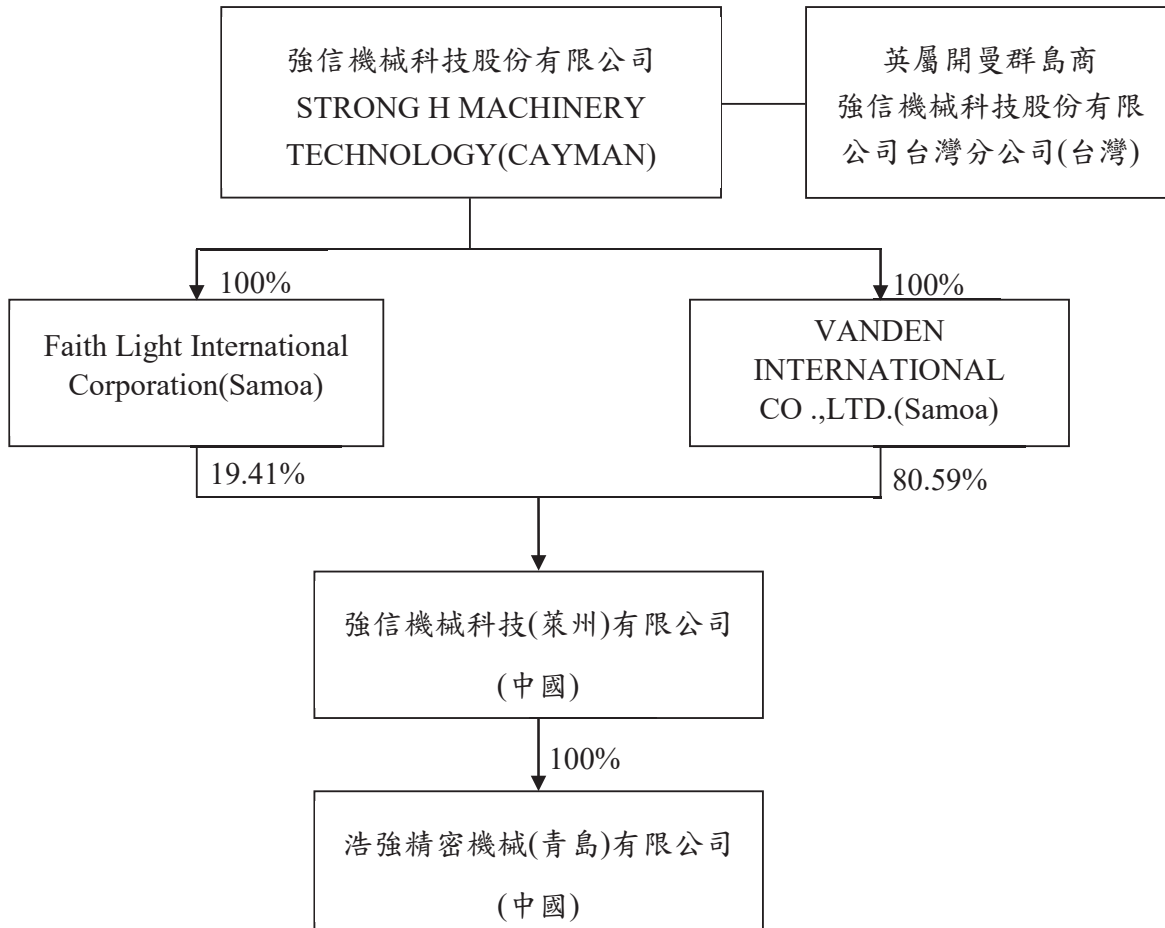 強信機械科技股份有限公司
STRONG H MACHINERY
TECHNOLOGY(CAYMAN)
英屬開曼群島商
強信機械科技股份有限
公司台灣分公司(台灣)
100%
100%
Faith Light International
Corporation(Samoa)
VANDEN
INTERNATIONAL
CO .,LTD.(Samoa)
19.41%
80.59%
強信機械科技(萊州)有限公司
(中國)
100%
浩強精密機械(青島)有限公司
(中國)